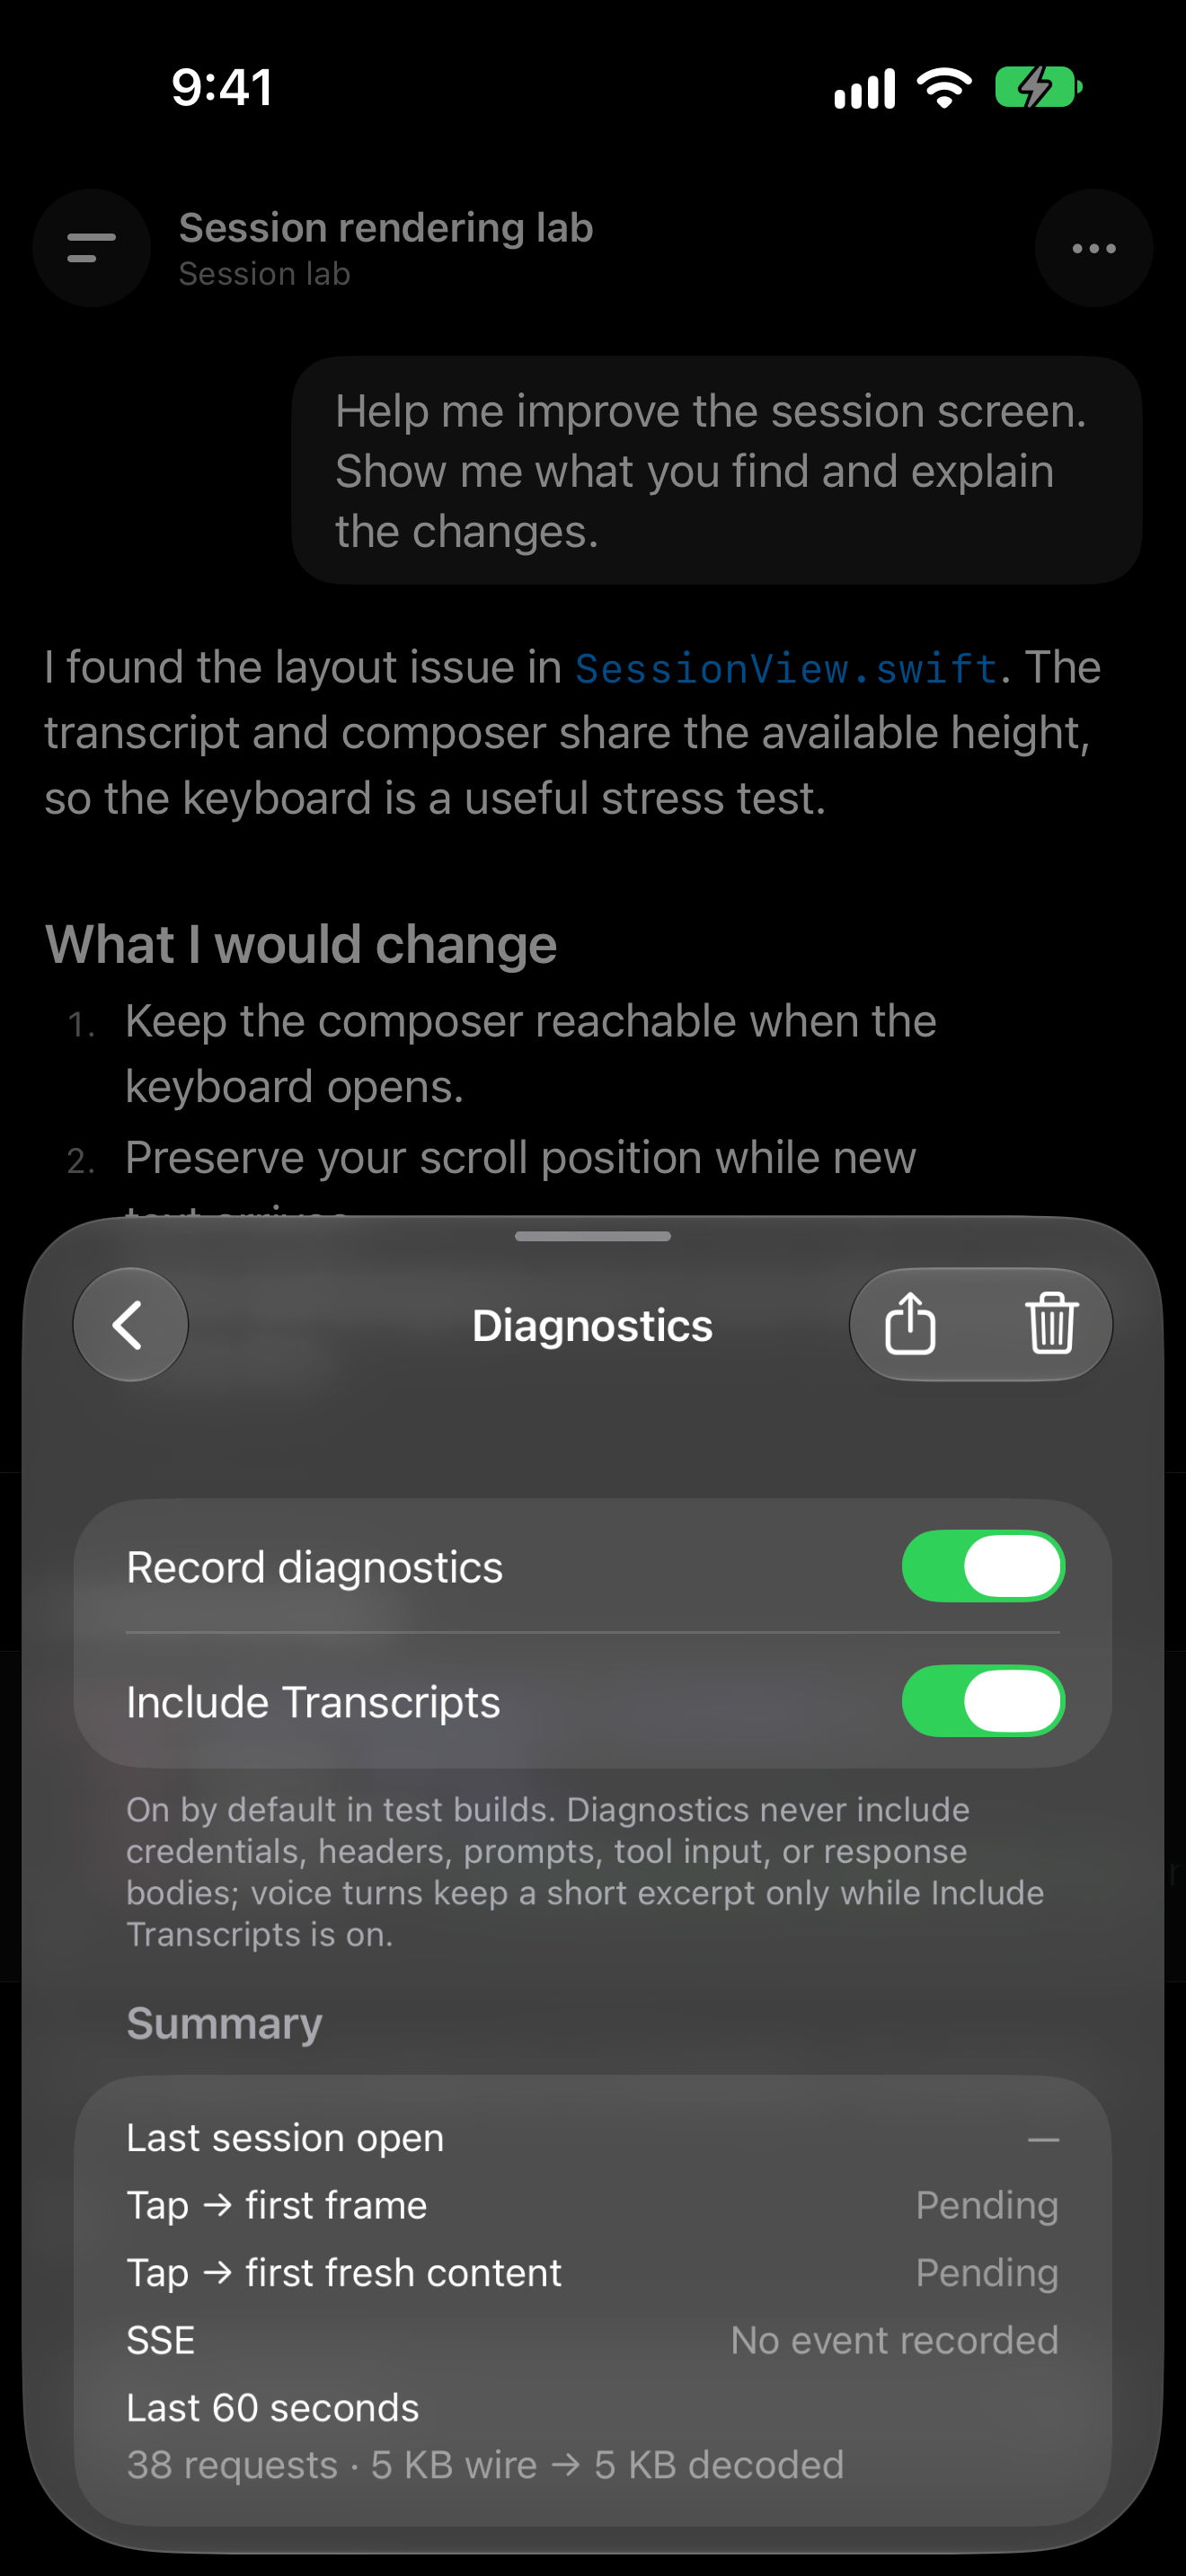 9:41
Session rendering lab
Session lab
Help me improve the session screen.
Show me what you find and explain
the changes.
I found the layout issue in SessionView.swift. The
transcript and composer share the available height,
so the keyboard is a useful stress test.
What I would change
1. Keep the composer reachable when the
keyboard opens.
2. Preserve your scroll position while new
text arrives
Diagnostics
Record diagnostics
Include Transcripts
On by default in test builds. Diagnostics never include
credentials, headers, prompts, tool input, or response
bodies; voice turns keep a short excerpt only while Include
Transcripts is on.
Summary
Last session open —
Tap → first frame Pending
Tap → first fresh content Pending
SSE No event recorded
Last 60 seconds
38 requests · 5 KB wire → 5 KB decoded